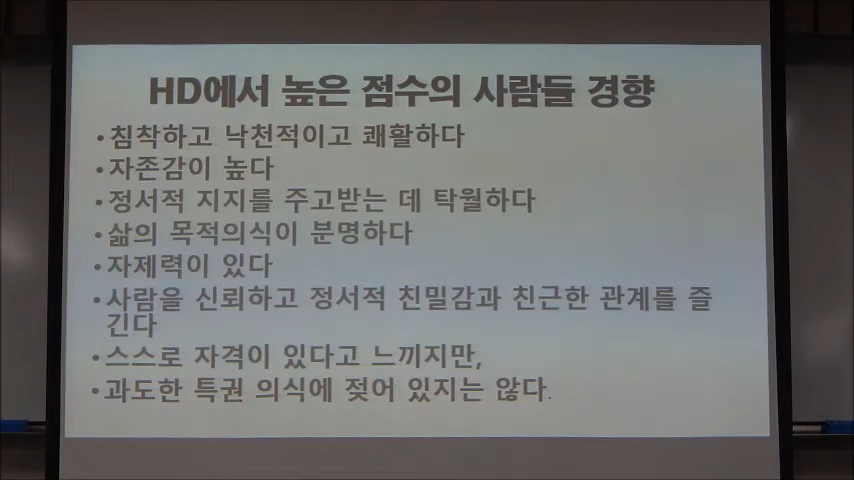 HD에서 높은 점수의 사람들 경향
•침착하고 낙천적이고 쾌활하다
•자존감이 높다
•정서적 지지를 주고받는 데 탁월하다
•삶의 목적의식이 분명하다
•자제력이 있다
•사람을 신뢰하고 정서적 친밀감과 친근한 관계를 즐
긴다
•스스로 자격이 있다고 느끼지만,
•과도한 특권 의식에 젖어 있지는 않다.